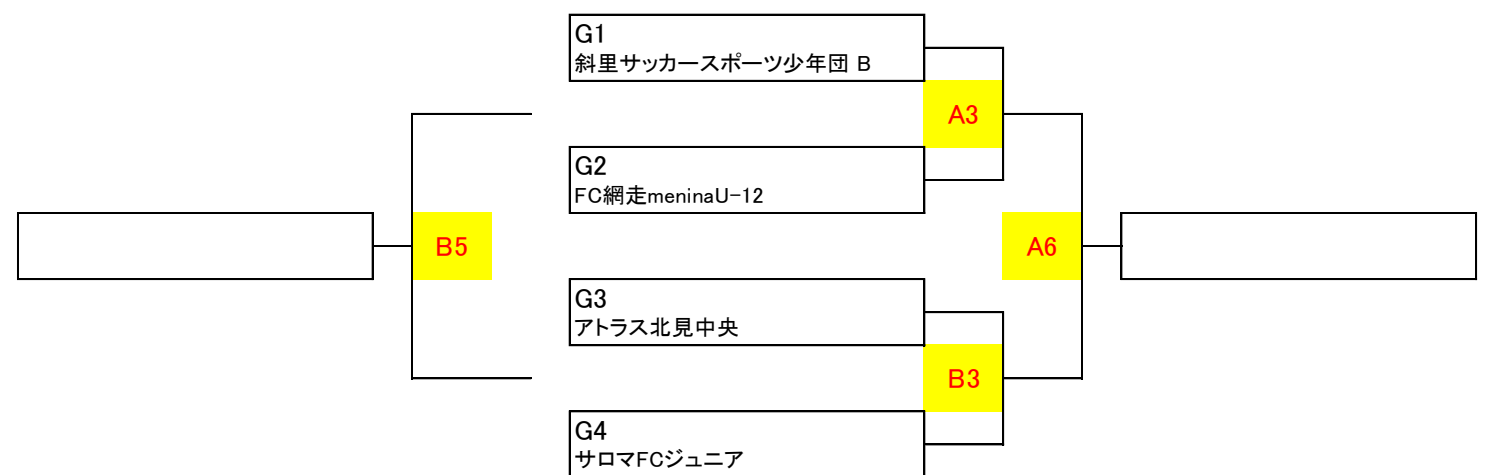 G1
斜里サッカースポーツ少年団 B
A3
G2
FC網走meninaU-12
B5
A6
G3
アトラス北見中央
B3
G4
サロマFCジュニア